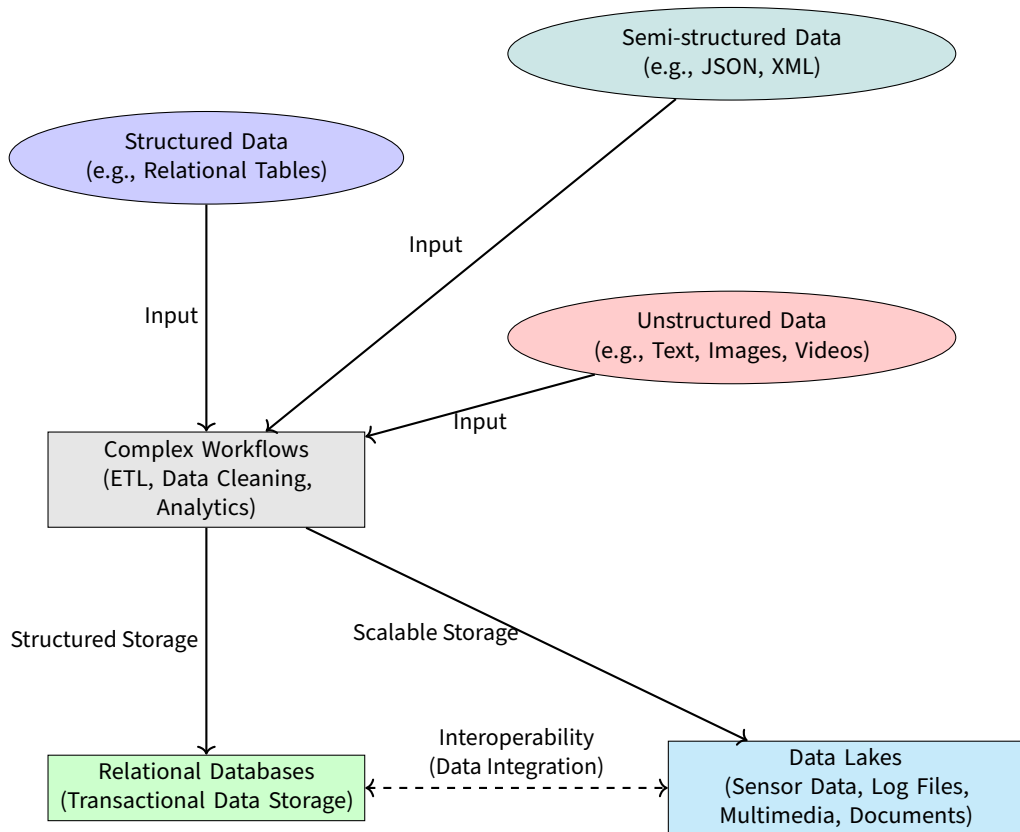 Semi-structured Data
(e.g., JSON, XML)
Structured Data
(e.g., Relational Tables)
Input
Input
Unstructured Data
(e.g., Text, Images, Videos)
Input
Complex Workflows
(ETL, Data Cleaning,
Analytics)
Structured Storage
Scalable Storage
Interoperability
(Data Integration)
Relational Databases
(Transactional Data Storage)
Data Lakes
(Sensor Data, Log Files,
Multimedia, Documents)